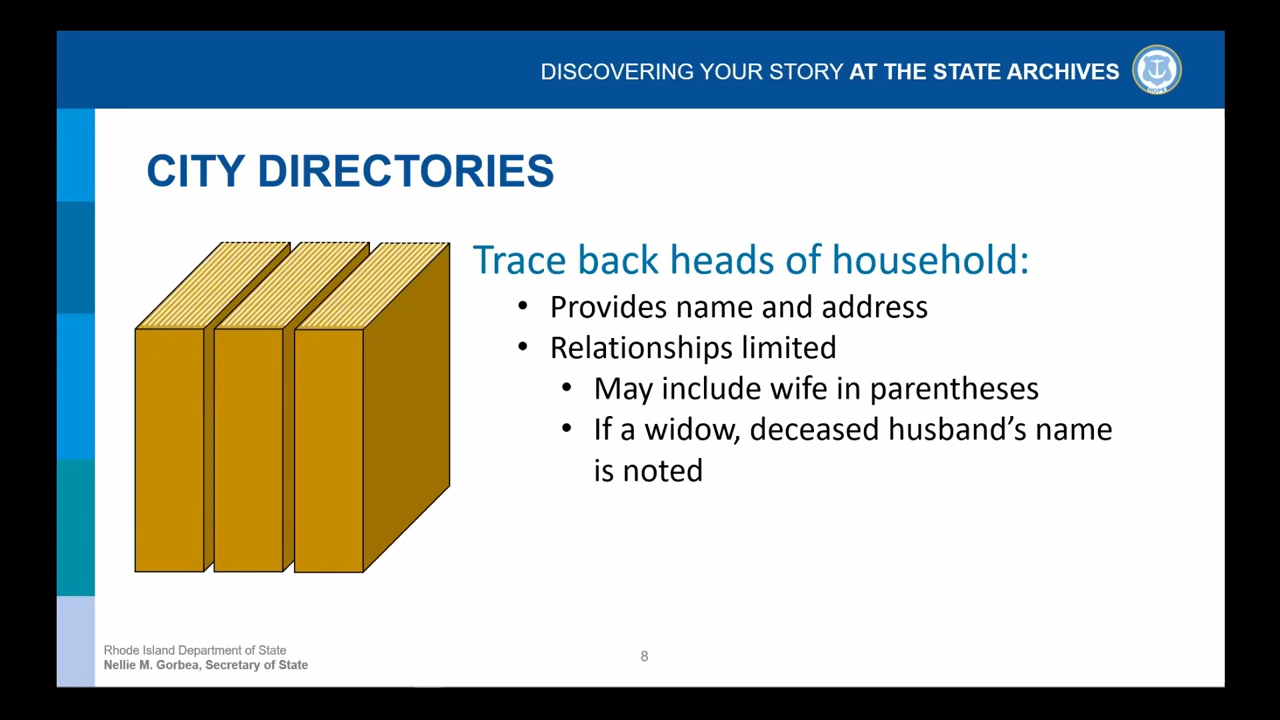 DISCOVERING YOUR STORY AT THE STATE ARCHIVES
HOPE
CITY DIRECTORIES
Trace back heads of household:
• Provides name and address
• Relationships limited
• May include wife in parentheses
• If a widow, deceased husband’s name
is noted
Rhode Island Department of State
Nellie M. Gorbea, Secretary of State
8